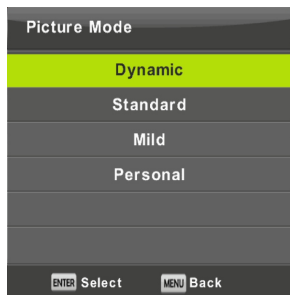 Picture Mode
Dynamic
Standard
Mild
Personal
ENTER Select MENU Back